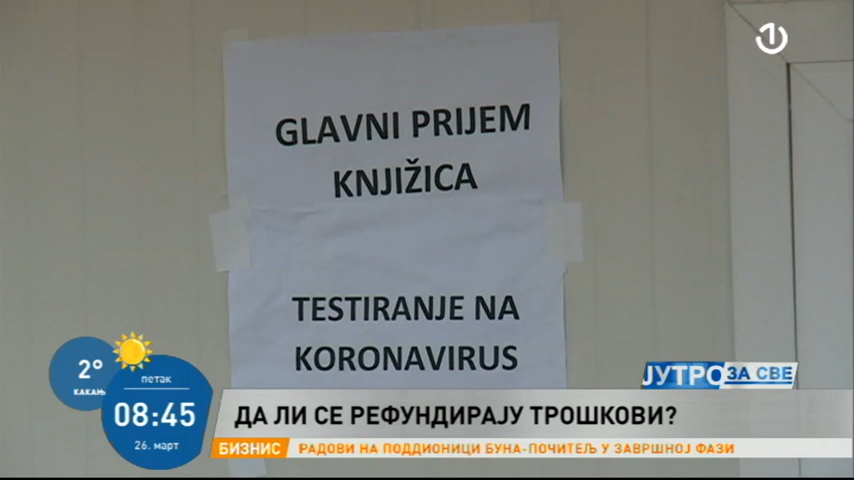 GLAVNI PRIJEM
KNJIŽICA
TESTIRANJE NA
KORONAVIRUS
2°
КАКАЊ
петак
08:45
26. март
ЈУТРО ЗА СВЕ
ДА ЛИ СЕ РЕФУНДИРАЈУ ТРОШКОВИ?
БИЗНИС РАДОВИ НА ПОДДИОНИЦИ БУНА-ПОЧИТЕЉ У ЗАВРШНОЈ ФАЗИ